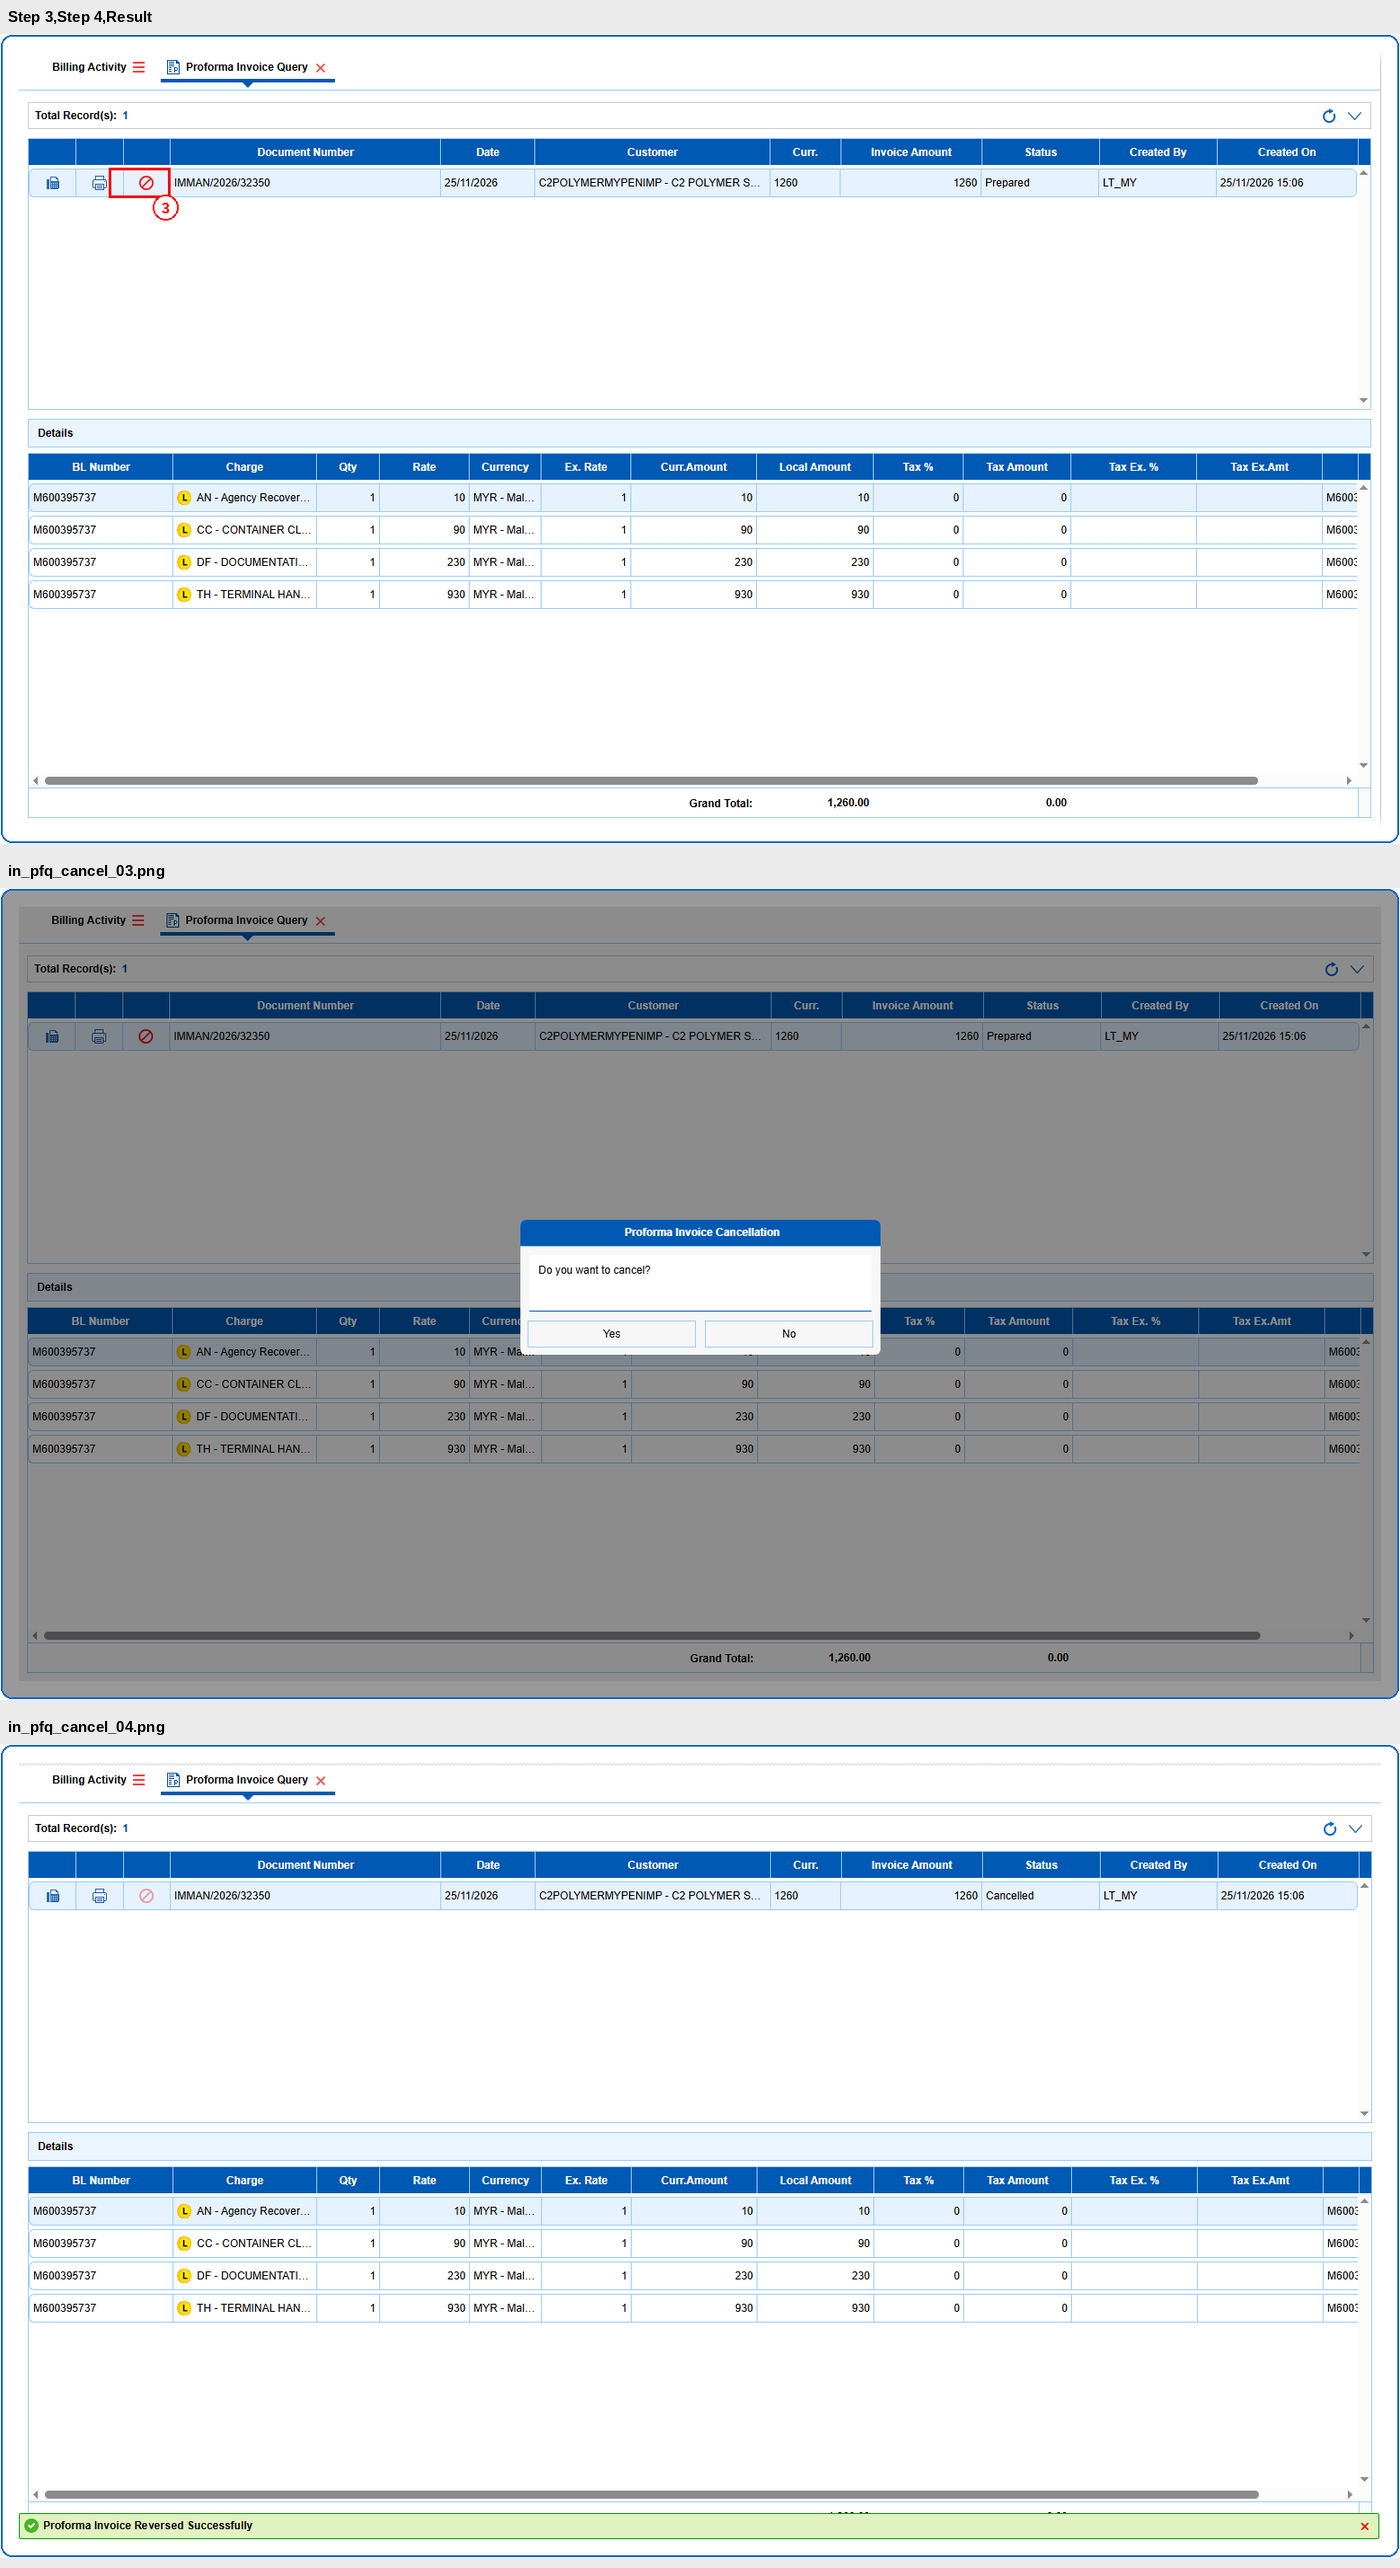 Step 3,Step 4,Result
Billing Activity Proforma Invoice Query
Total Record(s): 1
Document Number Date Customer Curr. Invoice Amount Status Created By Created On
IMMAN/2026/32350 25/11/2026 C2POLYMERMYPENIMP - C2 POLYMER S... 1260 1260 Prepared LT_MY 25/11/2026 15:06
3
Details
BL Number Charge Qty Rate Currency Ex. Rate Curr.Amount Local Amount Tax % Tax Amount Tax Ex. % Tax Ex.Amt
M600395737 L AN - Agency Recover... 1 10 MYR - Mal... 1 10 10 0 0 M6003
M600395737 L CC - CONTAINER CL... 1 90 MYR - Mal... 1 90 90 0 0 M6003
M600395737 L DF - DOCUMENTATI... 1 230 MYR - Mal... 1 230 230 0 0 M6003
M600395737 L TH - TERMINAL HAN... 1 930 MYR - Mal... 1 930 930 0 0 M6003
Grand Total: 1,260.00 0.00
in_pfq_cancel_03.png
Billing Activity Proforma Invoice Query
Total Record(s): 1
Document Number Date Customer Curr. Invoice Amount Status Created By Created On
IMMAN/2026/32350 25/11/2026 C2POLYMERMYPENIMP - C2 POLYMER S... 1260 1260 Prepared LT_MY 25/11/2026 15:06
Proforma Invoice Cancellation
Do you want to cancel?
Yes No
Details
BL Number Charge Qty Rate Currenc Tax % Tax Amount Tax Ex. % Tax Ex.Amt
M600395737 L AN - Agency Recover... 1 10 MYR - Ma 0 0 M6003
M600395737 L CC - CONTAINER CL... 1 90 MYR - Mal... 1 90 90 0 0 M6003
M600395737 L DF - DOCUMENTATI... 1 230 MYR - Mal... 1 230 230 0 0 M6003
M600395737 L TH - TERMINAL HAN... 1 930 MYR - Mal... 1 930 930 0 0 M6003
Grand Total: 1,260.00 0.00
in_pfq_cancel_04.png
Billing Activity Proforma Invoice Query
Total Record(s): 1
Document Number Date Customer Curr. Invoice Amount Status Created By Created On
IMMAN/2026/32350 25/11/2026 C2POLYMERMYPENIMP - C2 POLYMER S... 1260 1260 Cancelled LT_MY 25/11/2026 15:06
Details
BL Number Charge Qty Rate Currency Ex. Rate Curr.Amount Local Amount Tax % Tax Amount Tax Ex. % Tax Ex.Amt
M600395737 L AN - Agency Recover... 1 10 MYR - Mal... 1 10 10 0 0 M6003
M600395737 L CC - CONTAINER CL... 1 90 MYR - Mal... 1 90 90 0 0 M6003
M600395737 L DF - DOCUMENTATI... 1 230 MYR - Mal... 1 230 230 0 0 M6003
M600395737 L TH - TERMINAL HAN... 1 930 MYR - Mal... 1 930 930 0 0 M6003
Proforma Invoice Reversed Successfully